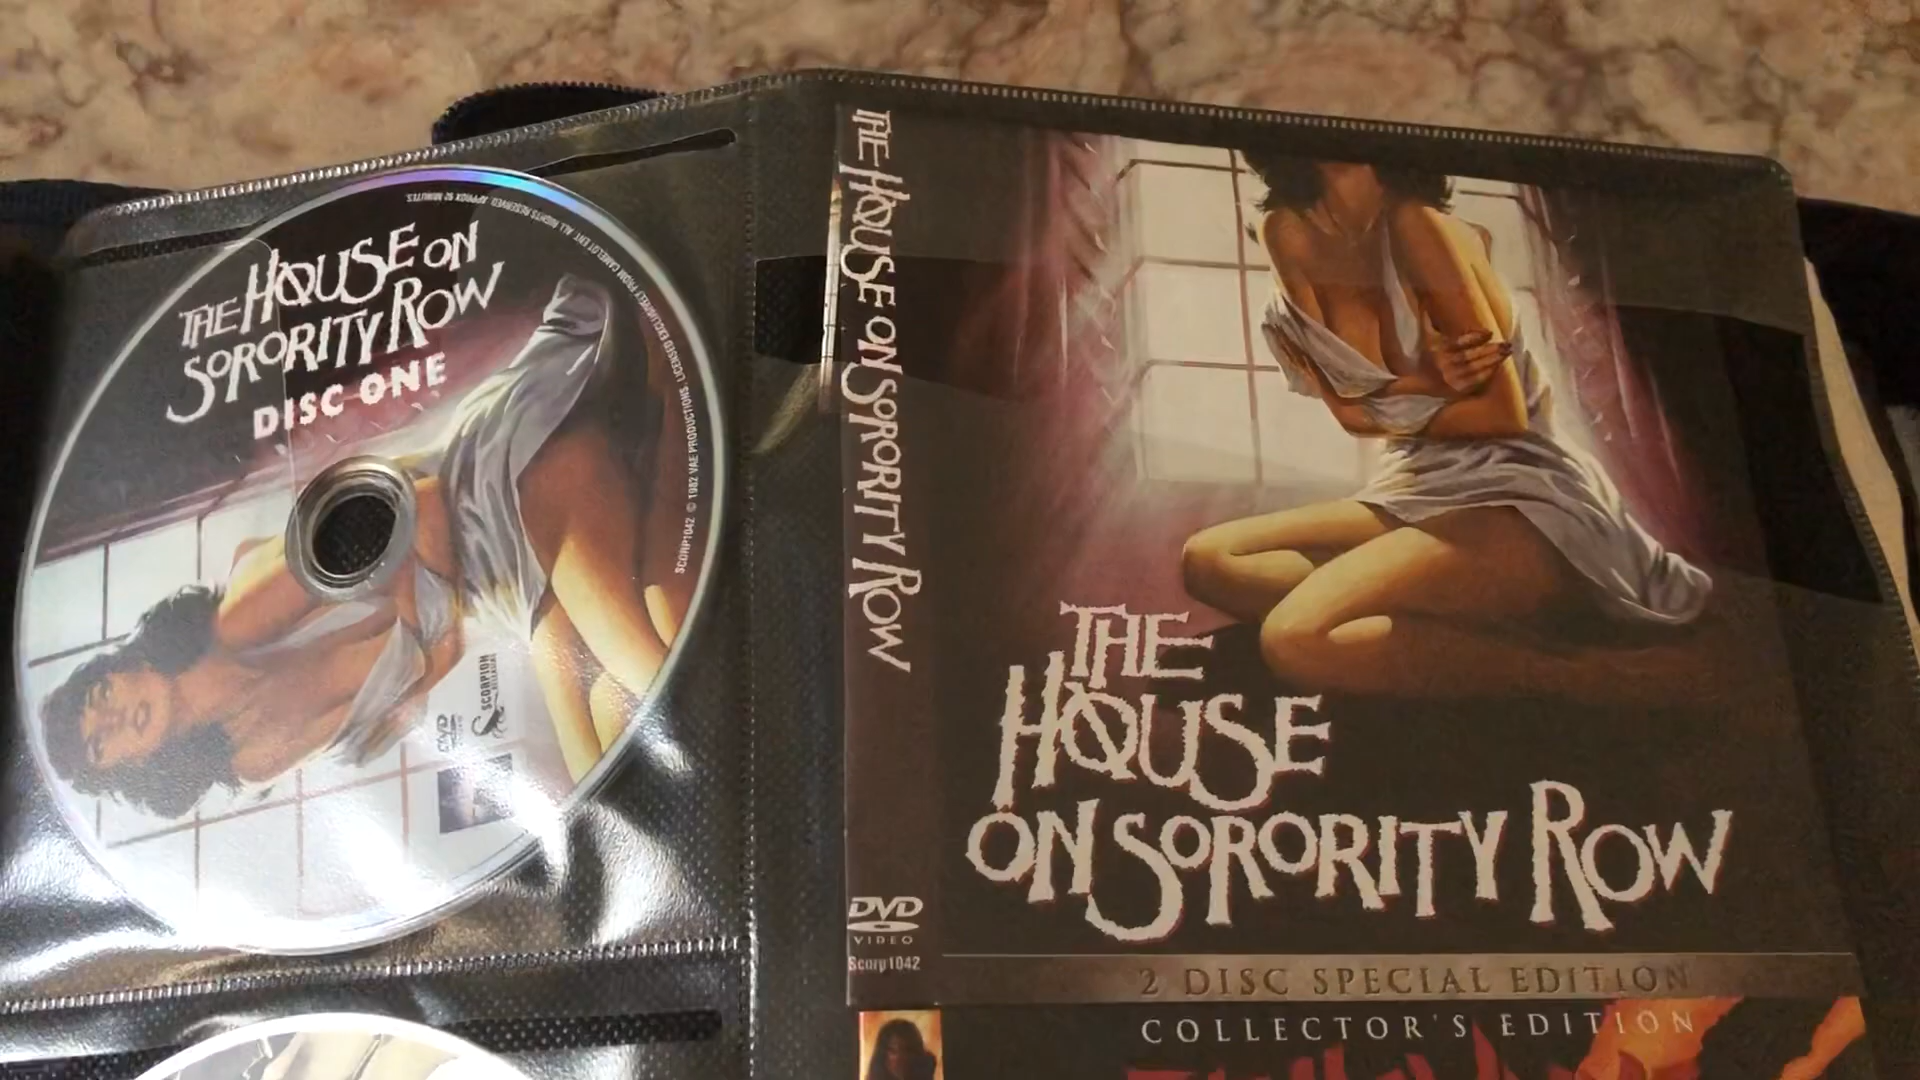 THE HOUSE ON
SORORITY ROW
DISC ONE
SCORP1042 © 1982 VAE PRODUCTIONS. LICENSED EXCLUSIVELY FROM CAMELOT ENT. ALL RIGHTS RESERVED. APPROX 92 MINUTES.
DVD
SCORPION
RELEASING
THE HOUSE ON SORORITY ROW
DVD
VIDEO
Scorp1042
THE
HOUSE
ON SORORITY ROW
2 DISC SPECIAL EDITION
COLLECTOR'S EDITION